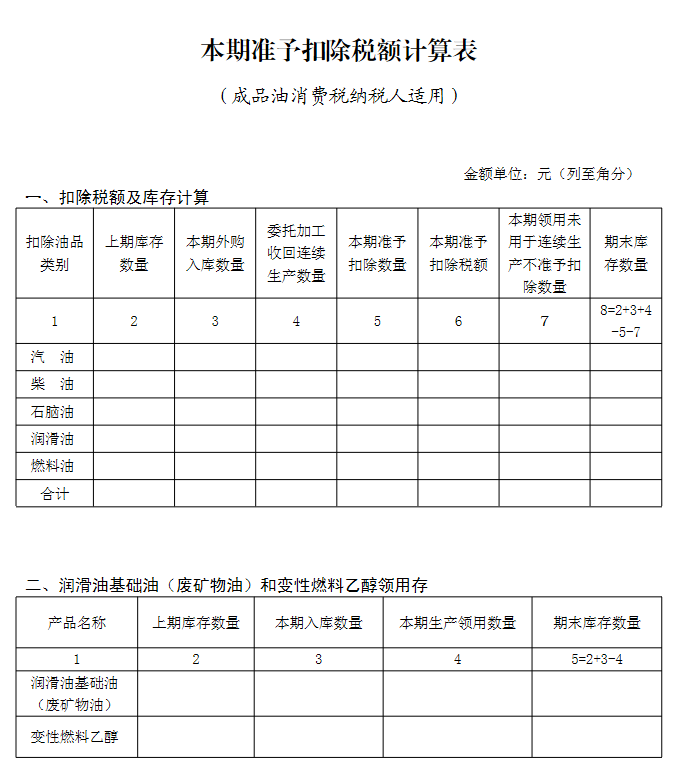 本期准予扣除税额计算表
（成品油消费税纳税人适用）
金额单位：元（列至角分）
一、扣除税额及库存计算
扣除油品
类别
上期库存
数量
本期外购
入库数量
委托加工
收回连续
生产数量
本期准予
扣除数量
本期准予
扣除税额
本期领用未
用于连续生
产不准予扣
除数量
期末库
存数量
1
2
3
4
5
6
7
8=2+3+4
-5-7
汽 油
柴 油
石脑油
润滑油
燃料油
合计
二、润滑油基础油（废矿物油）和变性燃料乙醇领用存
产品名称
上期库存数量
本期入库数量
本期生产领用数量
期末库存数量
1
2
3
4
5=2+3-4
润滑油基础油
（废矿物油）
变性燃料乙醇